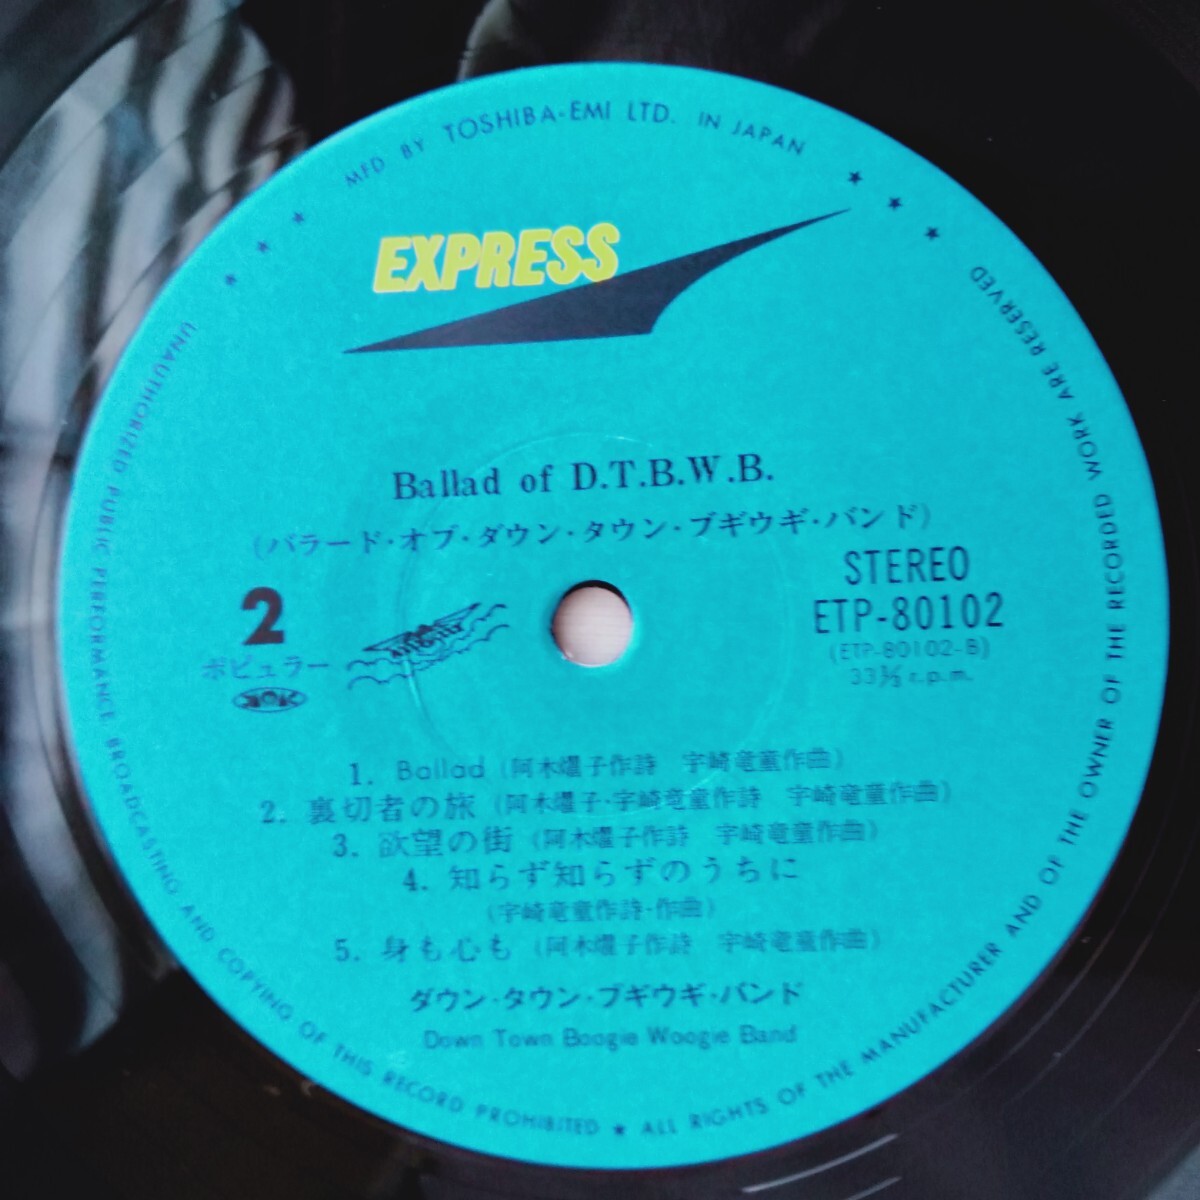 MFD BY TOSHIBA-EMI LTD. IN JAPAN
EXPRESS
Ballad of D.T.B.W.B.
(バラード・オブ・ダウン・タウン・ブギウギ・バンド)
STEREO
2
ETP-80102
ポピュラー
(ETP-80102-B)
33⅓ r.p.m.
1. Ballad (阿木燿子作詩 宇崎竜童作曲)
2. 裏切者の旅 (阿木燿子・宇崎竜童作詩 宇崎竜童作曲)
3. 欲望の街 (阿木燿子作詩 宇崎竜童作曲)
4. 知らず知らずのうちに
(宇崎竜童作詩・作曲)
5. 身も心も (阿木燿子作詩 宇崎竜童作曲)
ダウン・タウン・ブギウギ・バンド
Down Town Boogie Woogie Band
UNAUTHORIZED PUBLIC PERFORMANCE BROADCASTING AND COPYING OF THIS RECORD PROHIBITED ★ ALL RIGHTS OF THE MANUFACTURER AND OF THE OWNER OF THE RECORDED WORK ARE RESERVED